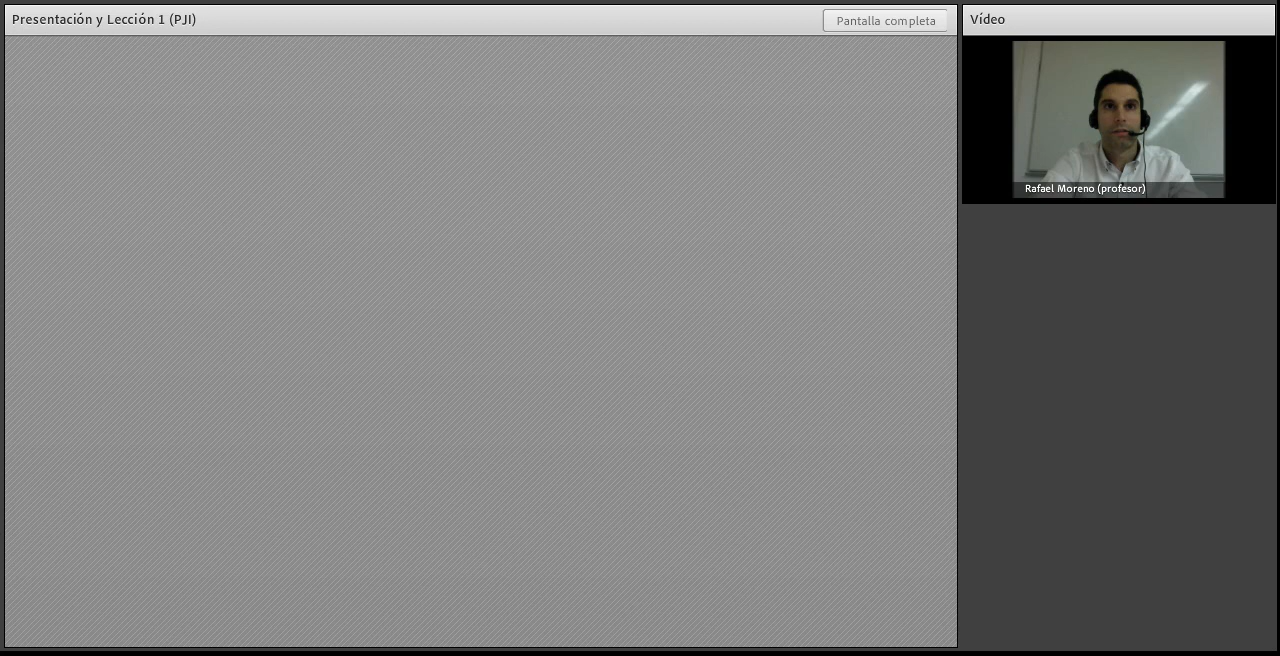 Presentación y Lección 1 (PJI)
Pantalla completa
Vídeo
Rafael Moreno (profesor)